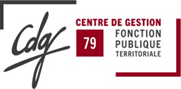 cdg
CENTRE DE GESTION
79
FONCTION
PUBLIQUE
TERRITORIALE